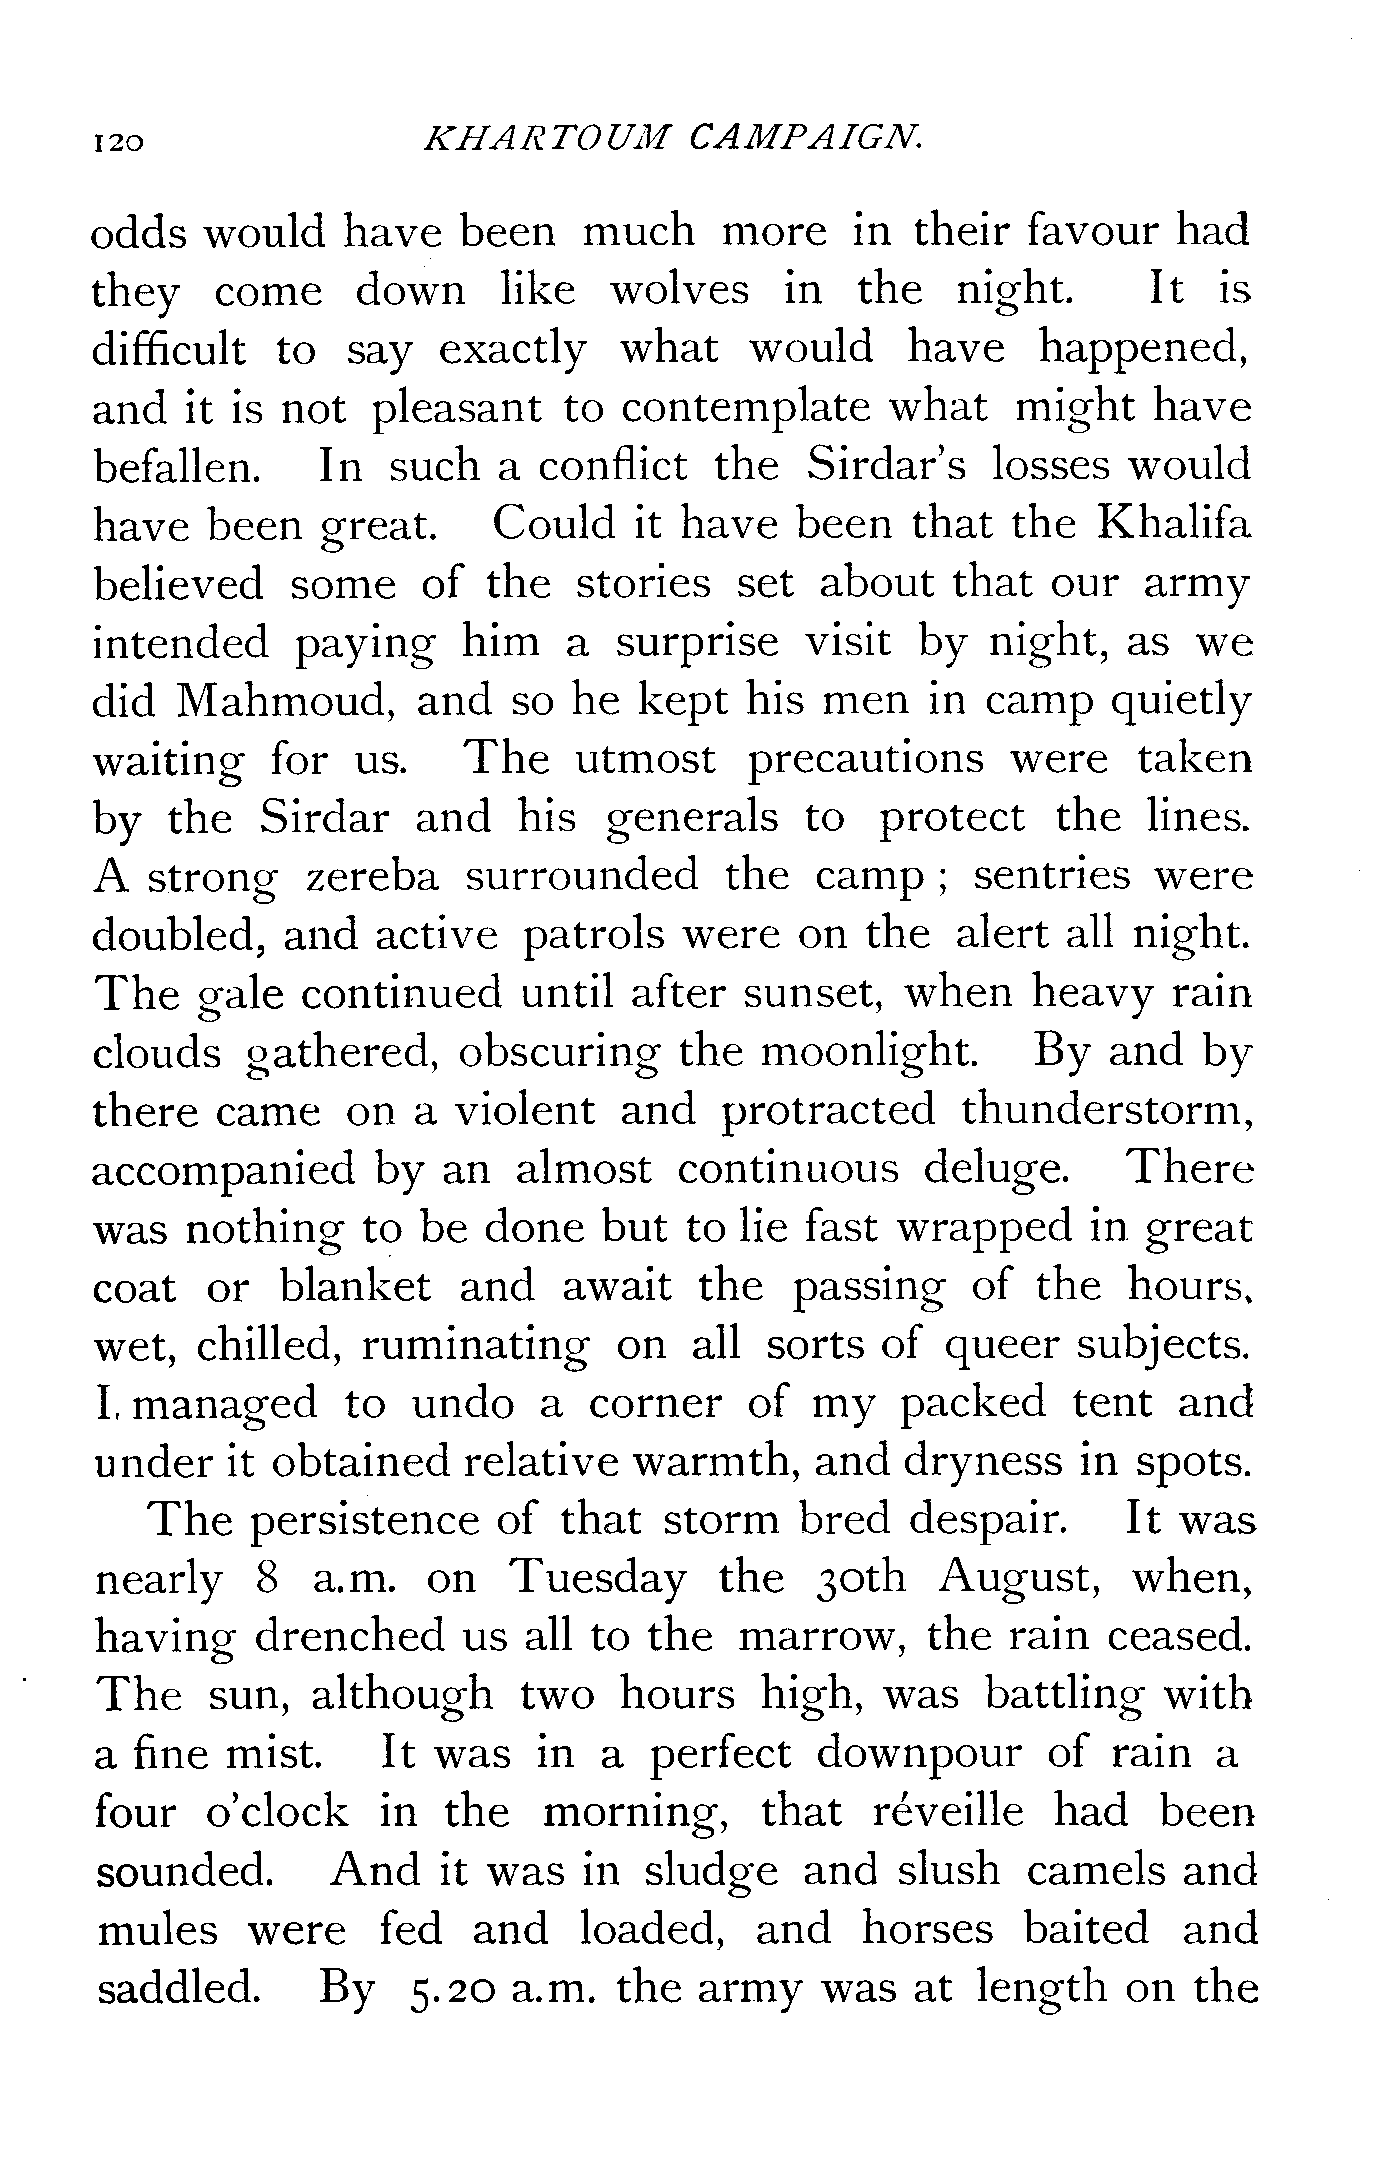 120 KHARTOUM CAMPAIGN.
odds would have been much more in their favour had
they come down like wolves in the night. It is
difficult to say exactly what would have happened,
and it is not pleasant to contemplate what might have
befallen. In such a conflict the Sirdar's losses would
have been great. Could it have been that the Khalifa
believed some of the stories set about that our army
intended paying him a surprise visit by night, as we
did Mahmoud, and so he kept his men in camp quietly
waiting for us. The utmost precautions were taken
by the Sirdar and his generals to protect the lines.
A strong zereba surrounded the camp ; sentries were
doubled, and active patrols were on the alert all night.
The gale continued until after sunset, when heavy rain
clouds gathered, obscuring the moonlight. By and by
there came on a violent and protracted thunderstorm,
accompanied by an almost continuous deluge. There
was nothing to be done but to lie fast wrapped in great
coat or blanket and await the passing of the hours,
wet, chilled, ruminating on all sorts of queer subjects.
I managed to undo a corner of my packed tent and
under it obtained relative warmth, and dryness in spots.
The persistence of that storm bred despair. It was
nearly 8 a.m. on Tuesday the 30th August, when,
having drenched us all to the marrow, the rain ceased.
The sun, although two hours high, was battling with
a fine mist. It was in a perfect downpour of rain a
four o'clock in the morning, that réveille had been
sounded. And it was in sludge and slush camels and
mules were fed and loaded, and horses baited and
saddled. By 5.20 a.m. the army was at length on the